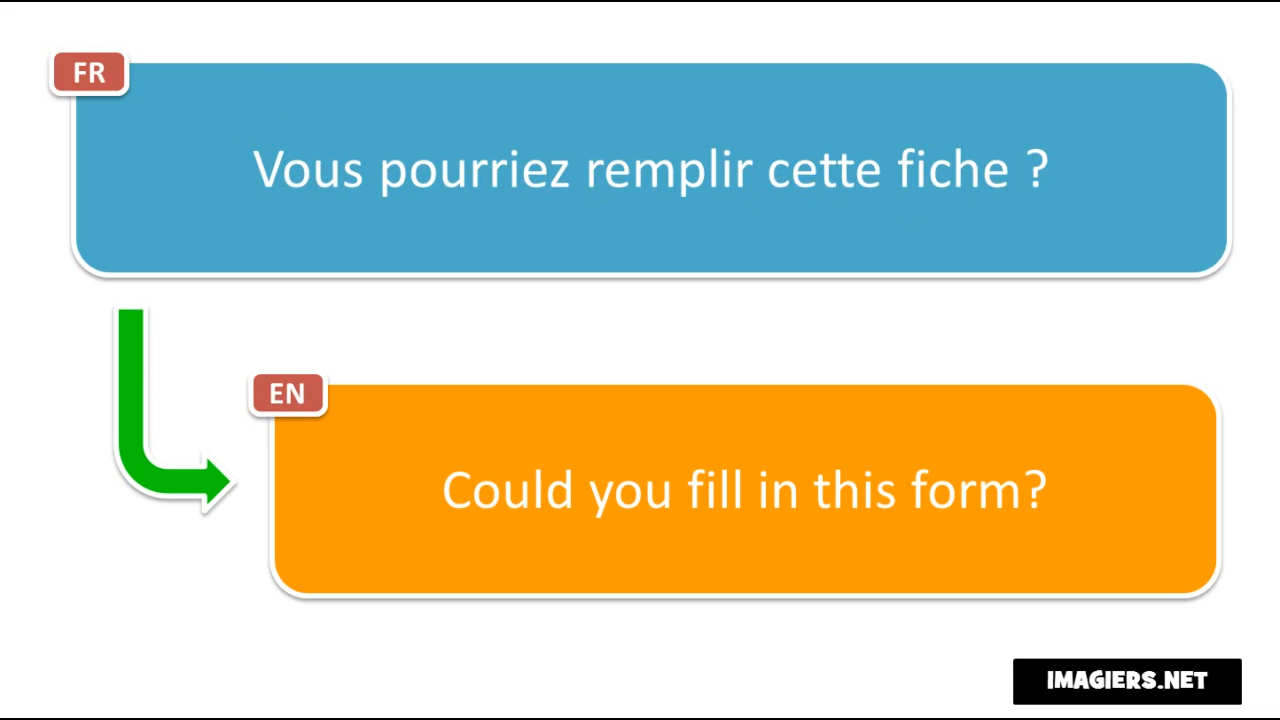 FR
Vous pourriez remplir cette fiche ?
EN
Could you fill in this form?
IMAGIERS.NET